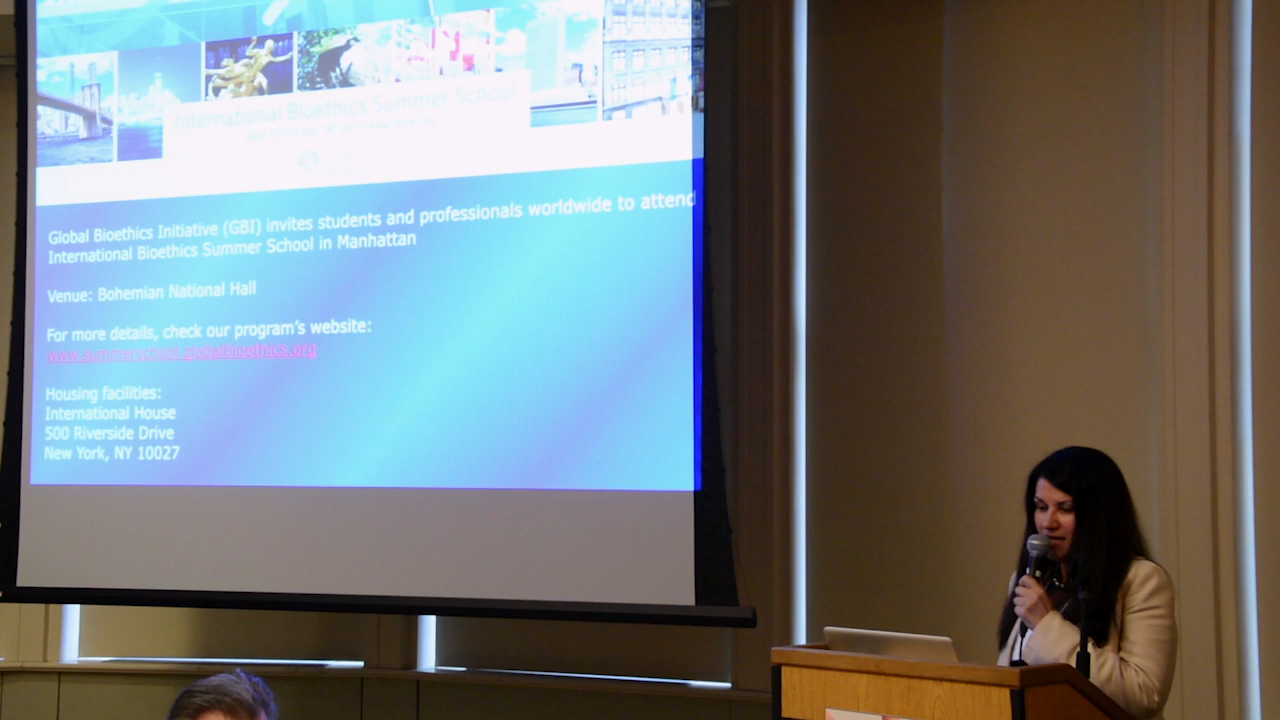 International Bioethics Summer School
Global Bioethics Initiative (GBI) invites students and professionals worldwide to attend
International Bioethics Summer School in Manhattan
Venue: Bohemian National Hall
For more details, check our program's website:
www.summerschool.globalbioethics.org
Housing facilities:
International House
500 Riverside Drive
New York, NY 10027